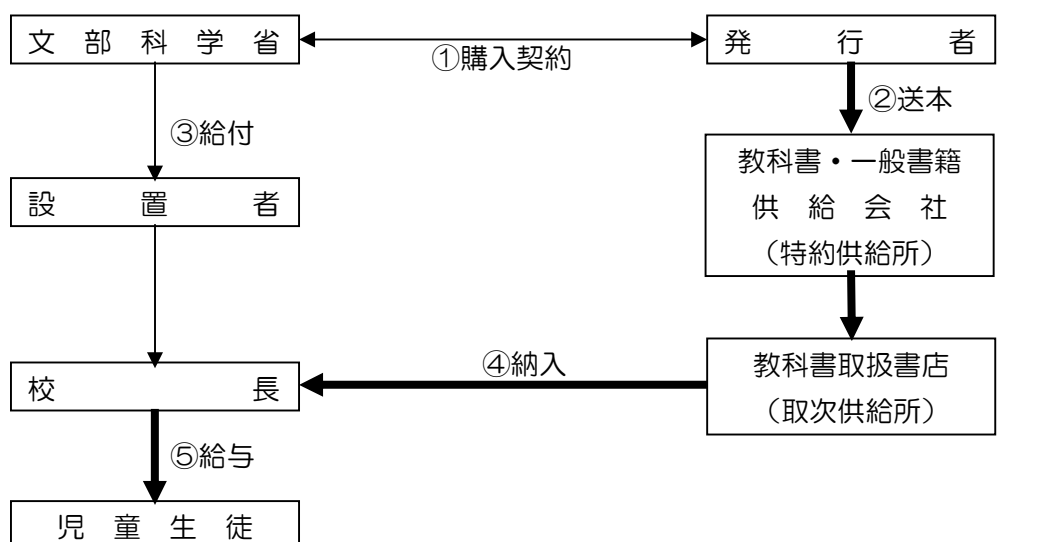 文部科学省
①購入契約
発行者
②送本
③給付
教科書・一般書籍
供給会社
（特約供給所）
設置者
④納入
教科書取扱書店
（取次供給所）
校長
⑤給与
児童生徒